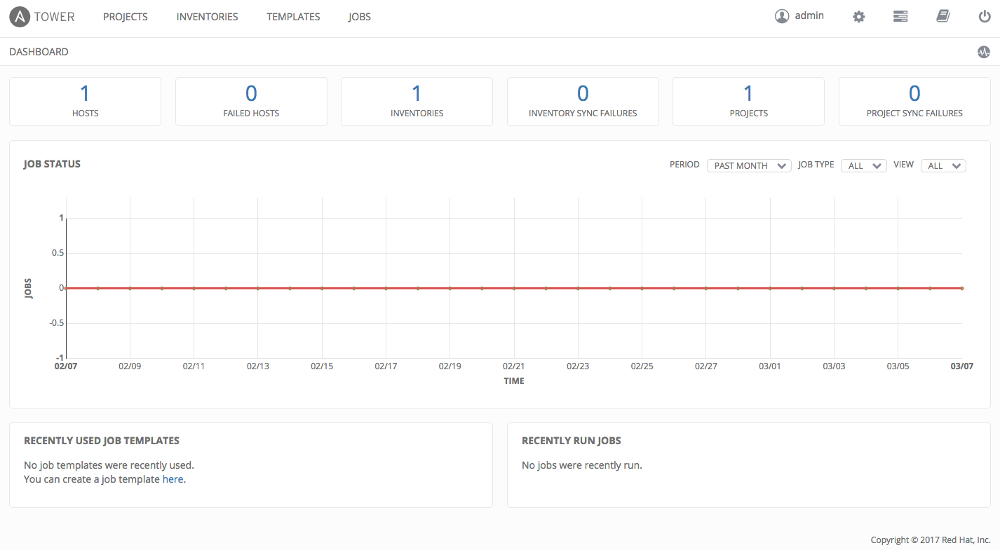 TOWER PROJECTS INVENTORIES TEMPLATES JOBS admin
DASHBOARD
1 0 1 0 1 0
HOSTS FAILED HOSTS INVENTORIES INVENTORY SYNC FAILURES PROJECTS PROJECT SYNC FAILURES
JOB STATUS PERIOD PAST MONTH JOB TYPE ALL VIEW ALL
1
0.5
0
JOBS
-0.5
-1
02/07 02/09 02/11 02/13 02/15 02/17 02/19 02/21 02/23 02/25 02/27 03/01 03/03 03/05 03/07
TIME
RECENTLY USED JOB TEMPLATES
No job templates were recently used.
You can create a job template here.
RECENTLY RUN JOBS
No jobs were recently run.
Copyright © 2017 Red Hat, Inc.